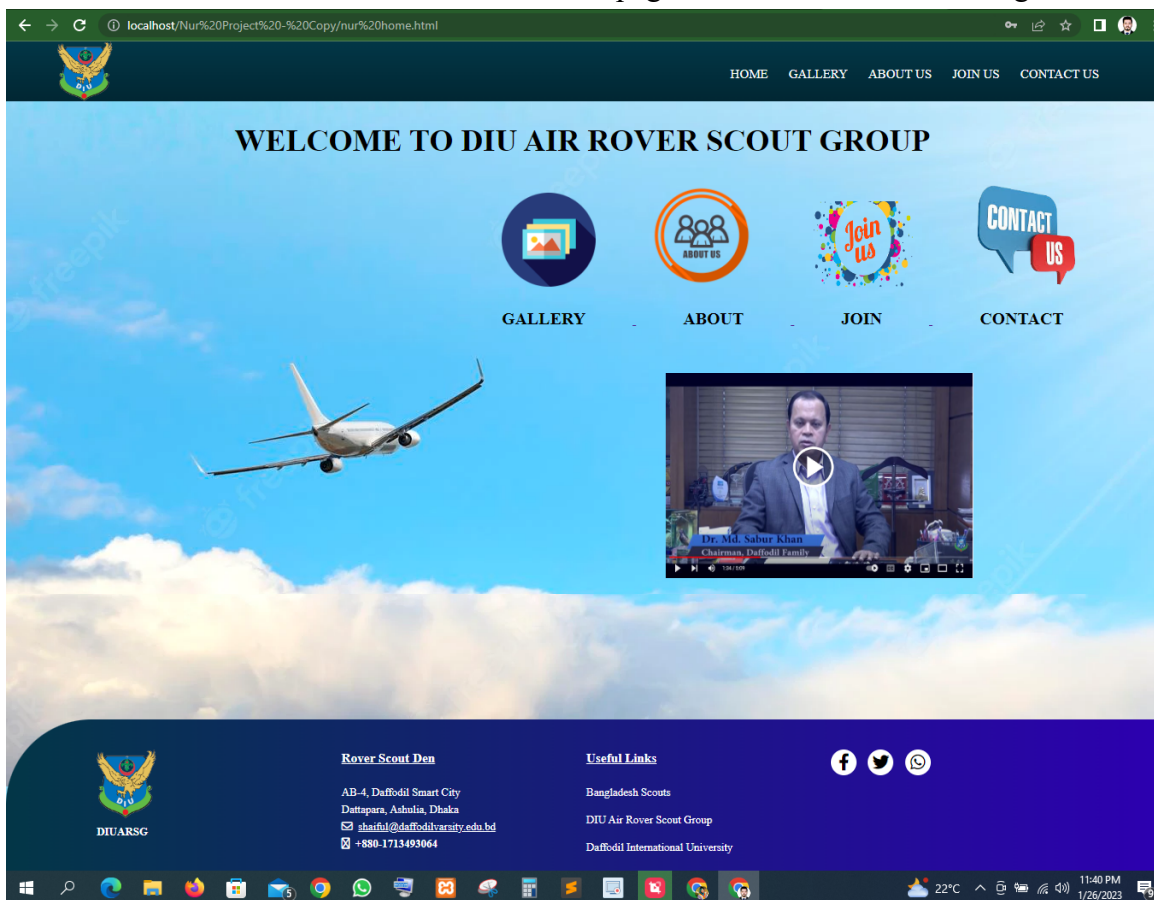 localhost/Nur%20Project%20-%20Copy/nur%20home.html
DIU
HOME GALLERY ABOUT US JOIN US CONTACT US
WELCOME TO DIU AIR ROVER SCOUT GROUP
ABOUT US
Join us
CONTACT US
GALLERY ABOUT JOIN CONTACT
freepik
Dr. Md. Sabur Khan
Chairman, Daffodil Family
DIU
DIUARSG
Rover Scout Den
AB-4, Daffodil Smart City
Dattapara, Ashulia, Dhaka
shaiful@daffodilvarsity.edu.bd
+880-1713493064
Useful Links
Bangladesh Scouts
DIU Air Rover Scout Group
Daffodil International University
22°C
11:40 PM
1/26/2023